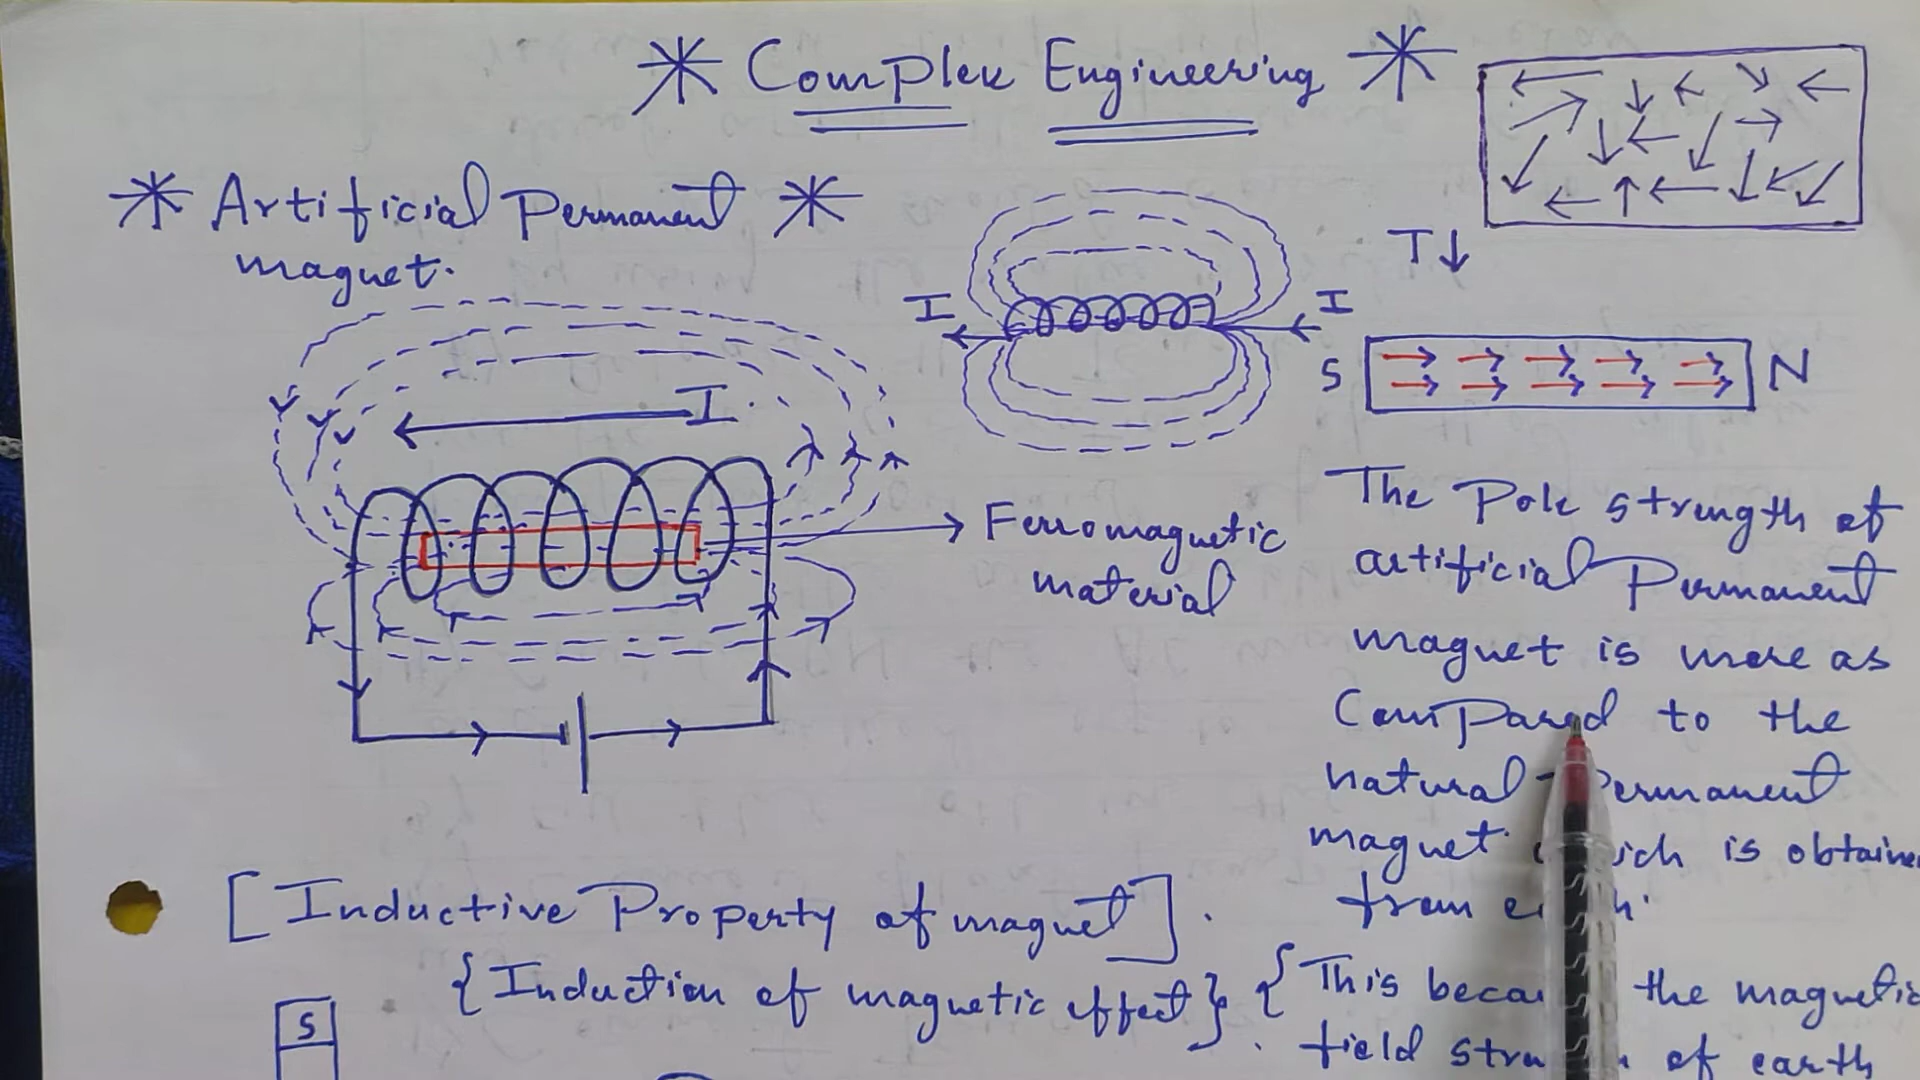 * Complex Engineering *
* Artificial Permanent *
magnet.
I
I
T↓
S
N
I
Ferromagnetic
material
The Pole strength of
artificial Permanent
magnet is more as
Compared to the
natural Permanent
magnet which is obtained
from
[Inductive Property of magnet].
{Induction of magnetic effect}.
{This the magnetic
field of earth
S